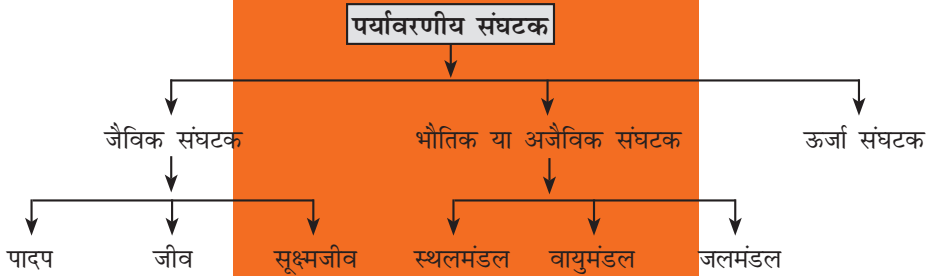 पर्यावरणीय संघटक
जैविक संघटक भौतिक या अजैविक संघटक ऊर्जा संघटक
पादप जीव सूक्ष्मजीव स्थलमंडल वायुमंडल जलमंडल